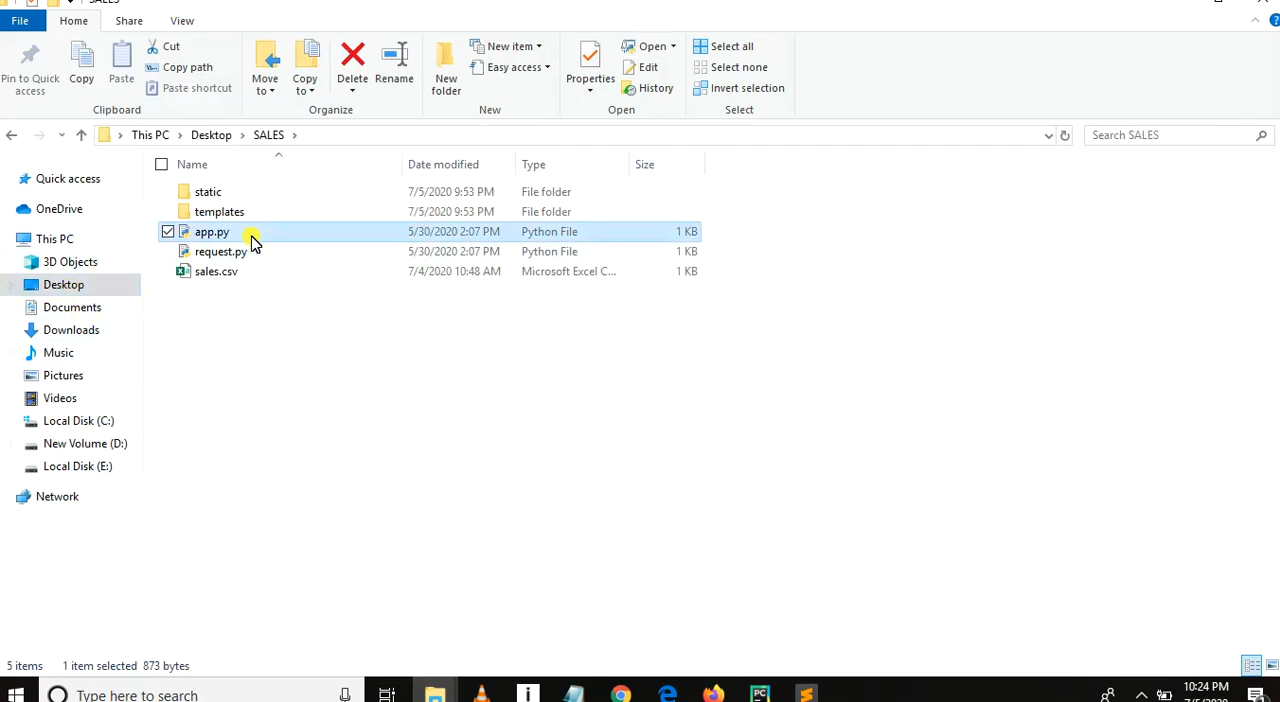 SALES
File Home Share View
Pin to Quick access
Copy
Paste
Cut
Copy path
Paste shortcut
Clipboard
Move to
Copy to
Delete
Rename
Organize
New folder
New item
Easy access
New
Properties
Open
Edit
History
Open
Select all
Select none
Invert selection
Select
This PC Desktop SALES
Search SALES
Quick access
OneDrive
This PC
3D Objects
Desktop
Documents
Downloads
Music
Pictures
Videos
Local Disk (C:)
New Volume (D:)
Local Disk (E:)
Network
Name Date modified Type Size
static 7/5/2020 9:53 PM File folder
templates 7/5/2020 9:53 PM File folder
app.py 5/30/2020 2:07 PM Python File 1 KB
request.py 5/30/2020 2:07 PM Python File 1 KB
sales.csv 7/4/2020 10:48 AM Microsoft Excel C... 1 KB
5 items 1 item selected 873 bytes
Type here to search
PC
10:24 PM
7/5/2020